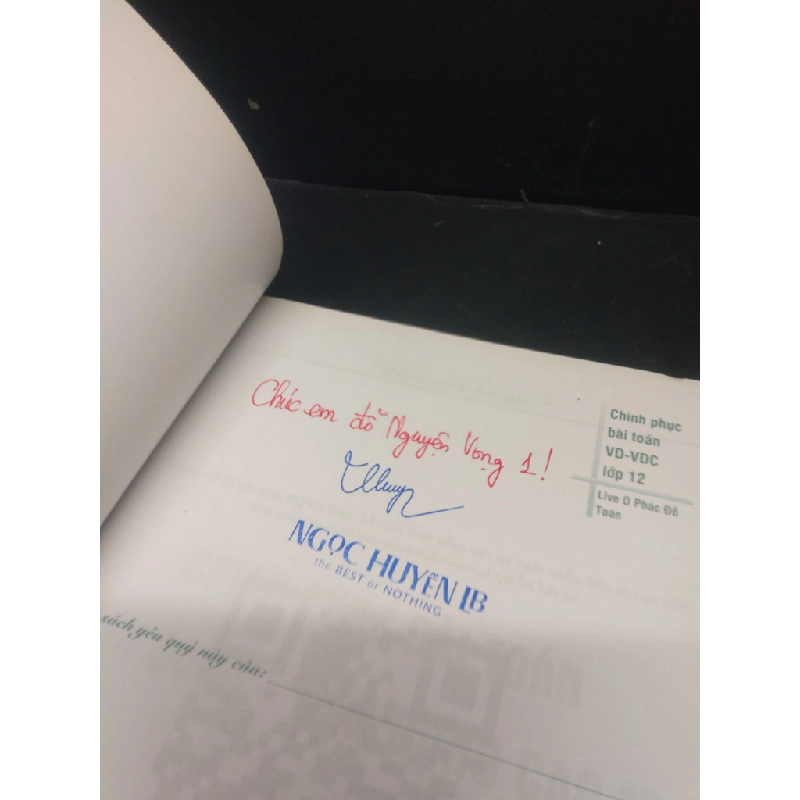 Chúc em đỗ Nguyện Vọng 1!
Chinh phục
bài toán
VD-VDC
lớp 12
Live O Phác Đồ
Toán
NGỌC HUYỀN LB
the BEST or NOTHING
sách yêu quý này của: